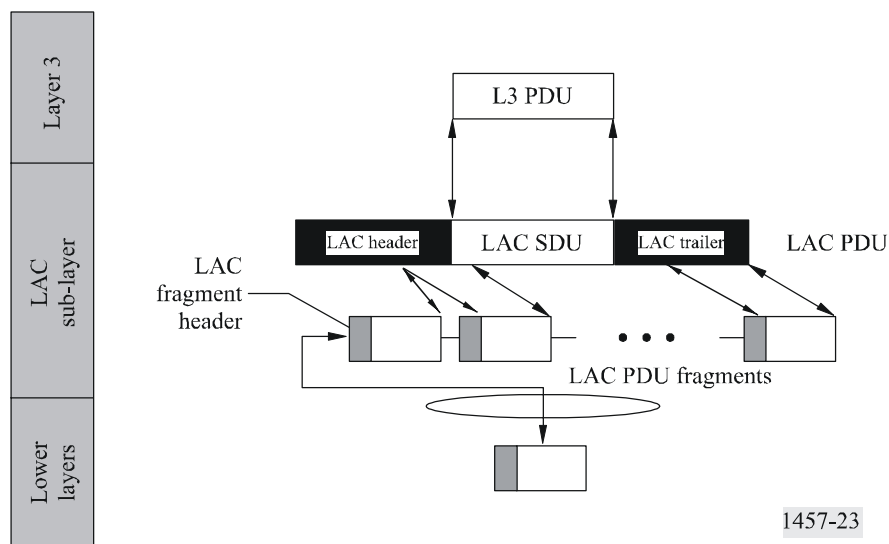 Layer 3
L3 PDU
LAC
sub-layer
LAC header
LAC SDU
LAC trailer
LAC PDU
LAC
fragment
header
LAC PDU fragments
Lower
layers
1457-23